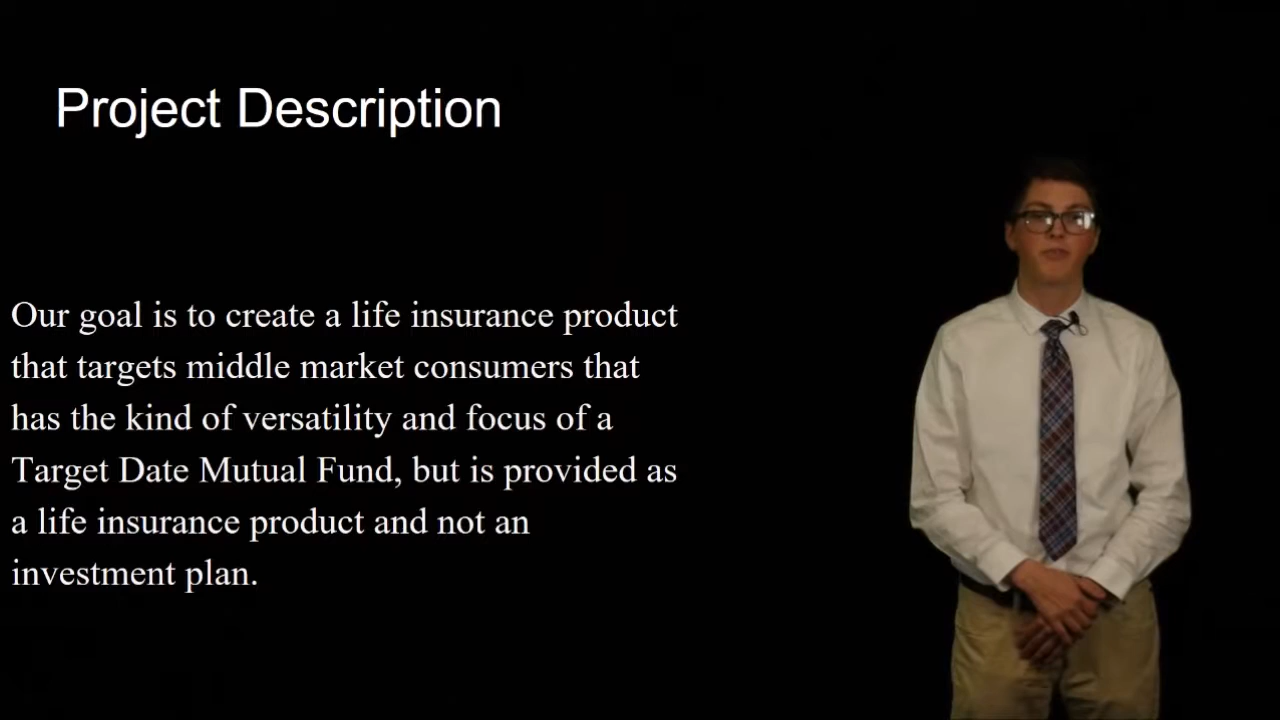 Project Description
Our goal is to create a life insurance product
that targets middle market consumers that
has the kind of versatility and focus of a
Target Date Mutual Fund, but is provided as
a life insurance product and not an
investment plan.